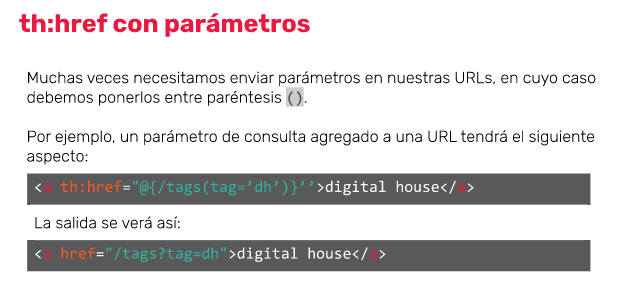 th:href con parámetros
Muchas veces necesitamos enviar parámetros en nuestras URLs, en cuyo caso
debemos ponerlos entre paréntesis ().
Por ejemplo, un parámetro de consulta agregado a una URL tendrá el siguiente
aspecto:
<a th:href="@{/tags(tag=’dh’)}’’>digital house</a>
La salida se verá así:
<a href="/tags?tag=dh">digital house</a>